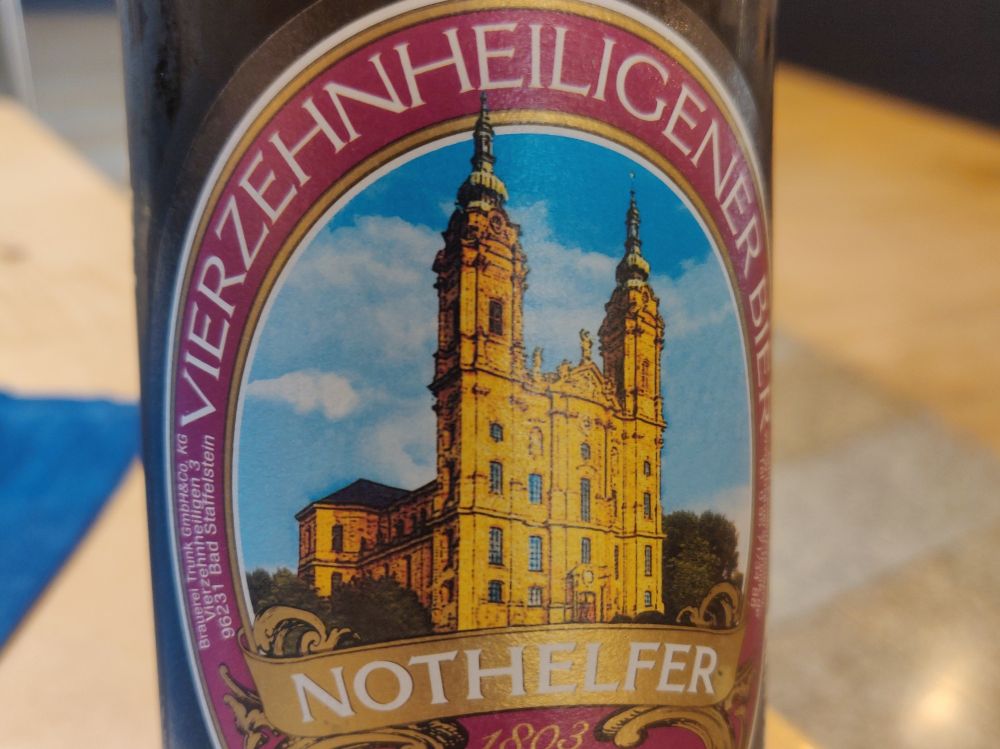 VIERZEHNHEILIGENER BIER
Brauerei Trunk GmbH&Co. KG
Vierzehnheiligen 3
96231 Bad Staffelstein
NOTHELFER
1803